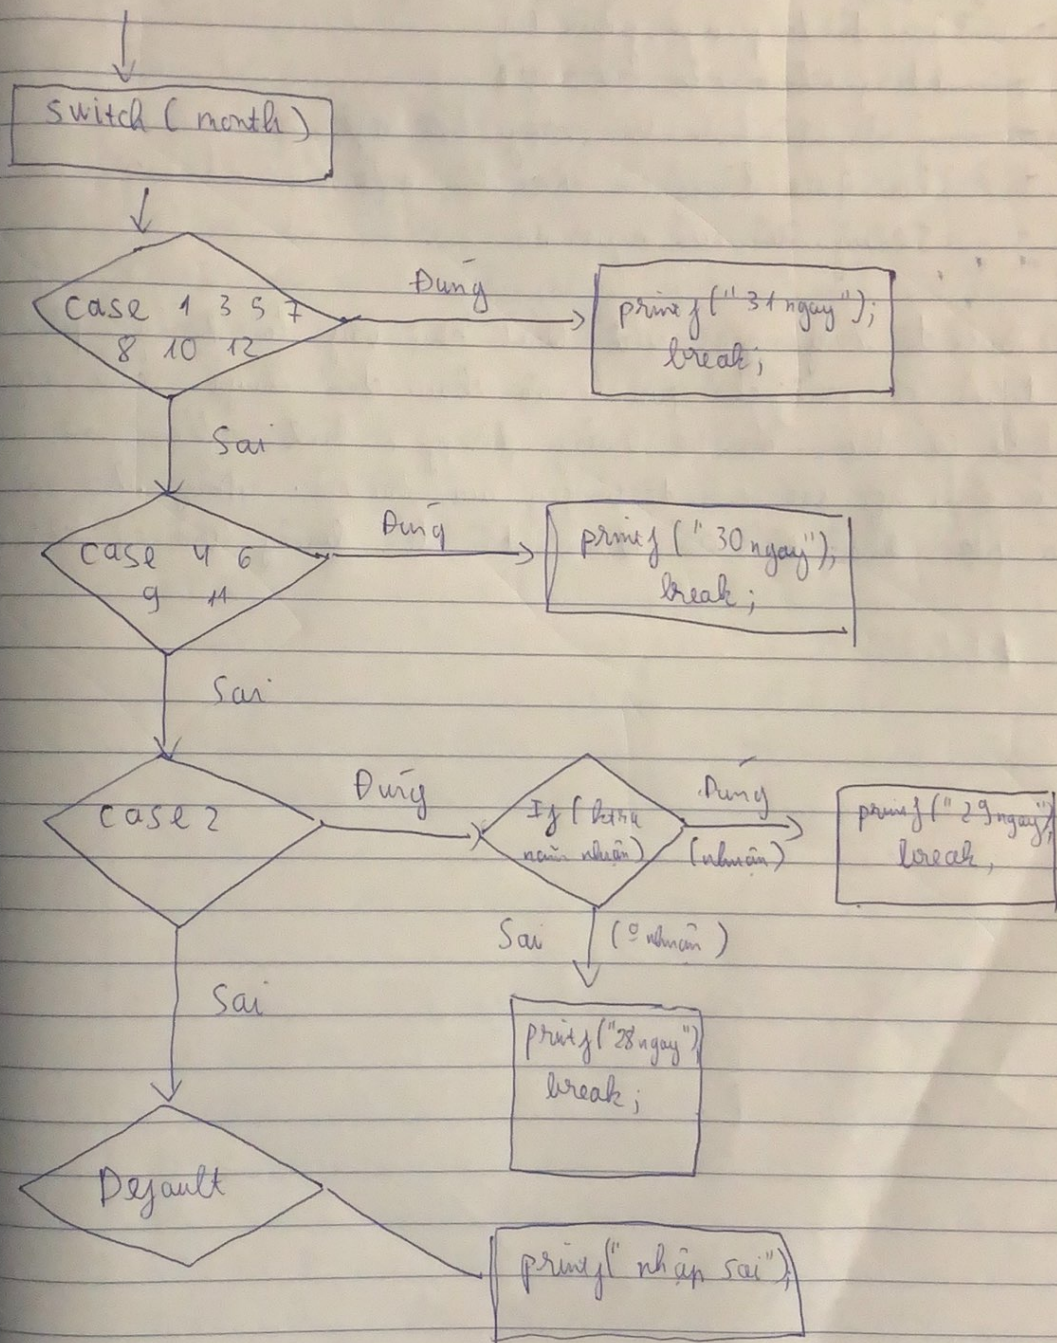 switch ( month )
case 1 3 5 7
8 10 12
Đúng
printf ("31 ngay");
break;
Sai
case 4 6
9 11
Đúng
printf ("30 ngay");
break;
Sai
case 2
Đúng
If ( ktra
năm nhuận)
Đúng
(nhuận)
printf("29 ngay")
break,
Sai (º nhuận )
printf("28 ngay")
break;
Sai
Default
printf(" nhập sai");